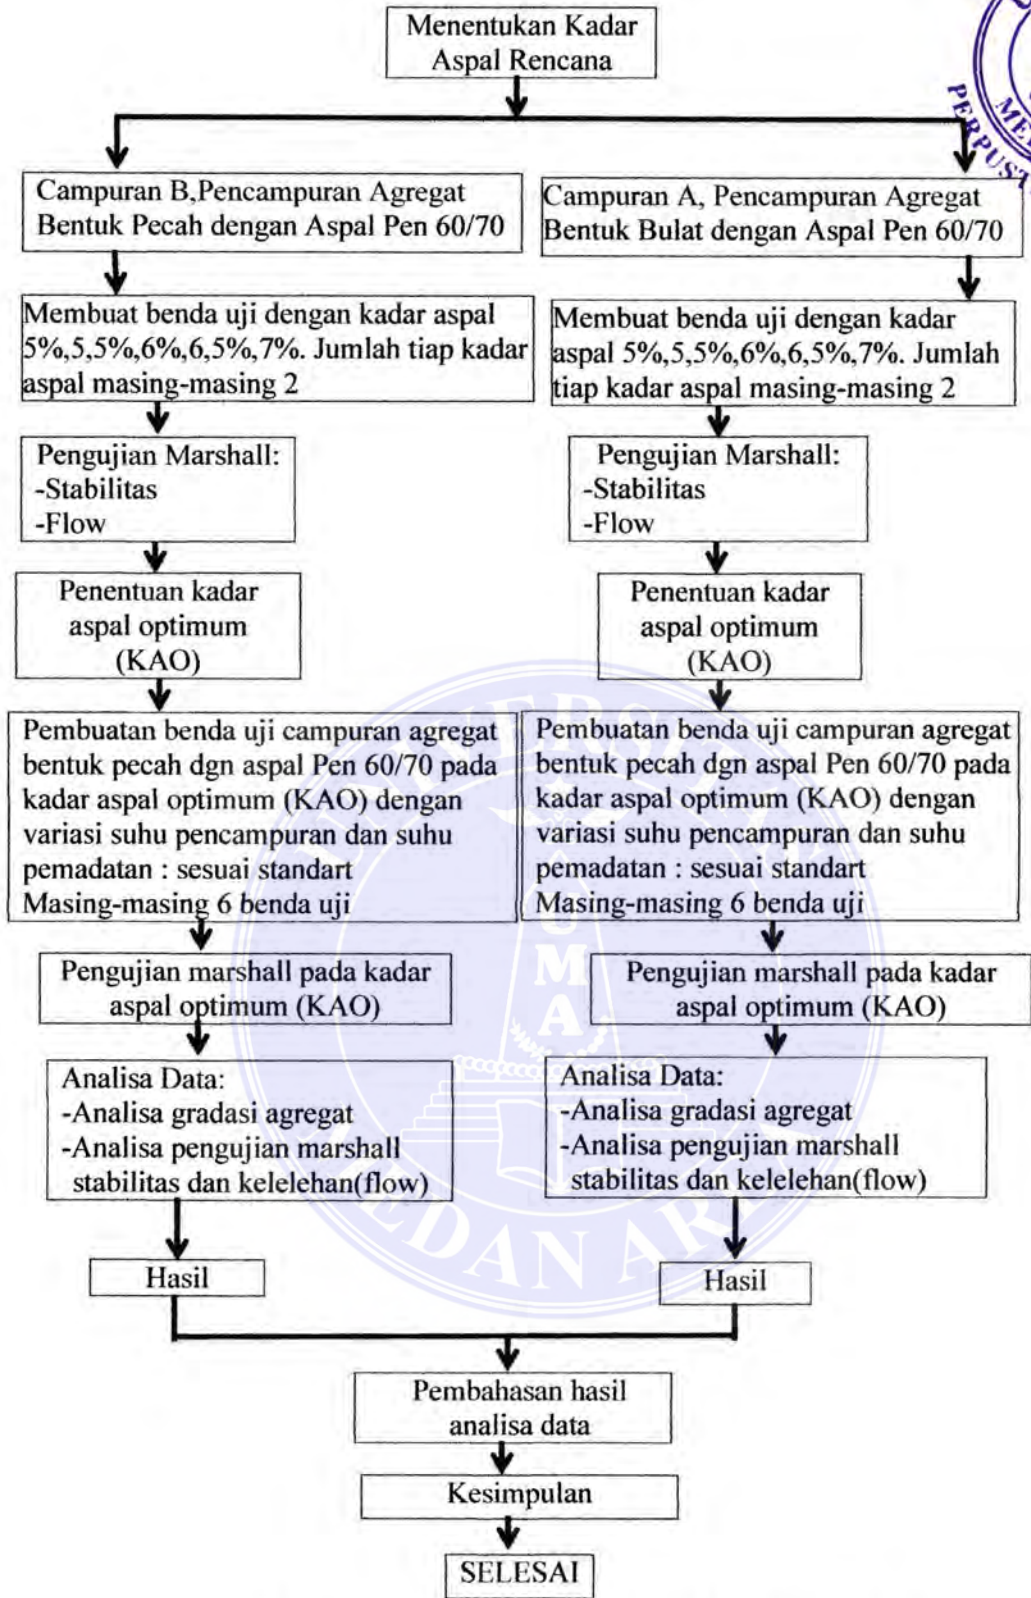 Menentukan Kadar
Aspal Rencana
PERPUST
Campuran B,Pencampuran Agregat
Bentuk Pecah dengan Aspal Pen 60/70
Campuran A, Pencampuran Agregat
Bentuk Bulat dengan Aspal Pen 60/70
Membuat benda uji dengan kadar aspal
5%,5,5%,6%,6,5%,7%. Jumlah tiap kadar
aspal masing-masing 2
Membuat benda uji dengan kadar
aspal 5%,5,5%,6%,6,5%,7%. Jumlah
tiap kadar aspal masing-masing 2
Pengujian Marshall:
-Stabilitas
-Flow
Pengujian Marshall:
-Stabilitas
-Flow
Penentuan kadar
aspal optimum
(KAO)
Penentuan kadar
aspal optimum
(KAO)
Pembuatan benda uji campuran agregat
bentuk pecah dgn aspal Pen 60/70 pada
kadar aspal optimum (KAO) dengan
variasi suhu pencampuran dan suhu
pemadatan : sesuai standart
Masing-masing 6 benda uji
Pembuatan benda uji campuran agregat
bentuk pecah dgn aspal Pen 60/70 pada
kadar aspal optimum (KAO) dengan
variasi suhu pencampuran dan suhu
pemadatan : sesuai standart
Masing-masing 6 benda uji
Pengujian marshall pada kadar
aspal optimum (KAO)
Pengujian marshall pada kadar
aspal optimum (KAO)
Analisa Data:
-Analisa gradasi agregat
-Analisa pengujian marshall
stabilitas dan kelelehan(flow)
Analisa Data:
-Analisa gradasi agregat
-Analisa pengujian marshall
stabilitas dan kelelehan(flow)
Hasil
Hasil
Pembahasan hasil
analisa data
Kesimpulan
SELESAI
UNIVERSITAS
UMA
MEDAN AREA